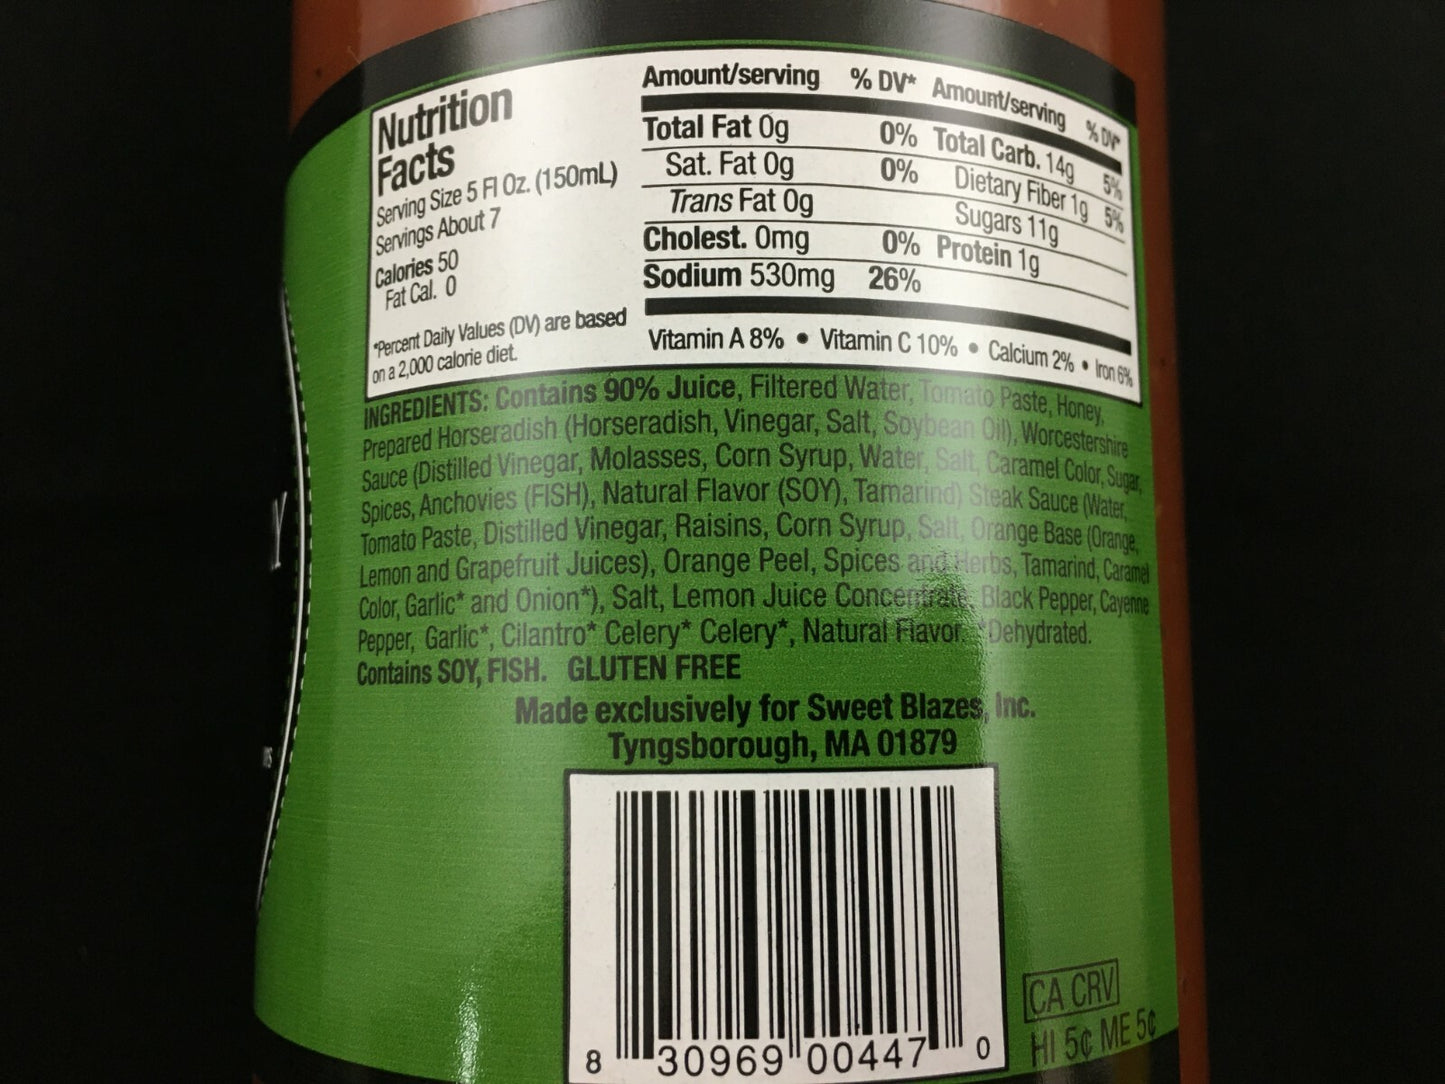 Nutrition
Facts
Serving Size 5 Fl Oz. (150mL)
Servings About 7
Calories 50
Fat Cal. 0
*Percent Daily Values (DV) are based
on a 2,000 calorie diet.
Amount/serving % DV* Amount/serving % DV*
Total Fat 0g 0% Total Carb. 14g 5%
Sat. Fat 0g 0% Dietary Fiber 1g 5%
Trans Fat 0g Sugars 11g
Cholest. 0mg 0% Protein 1g
Sodium 530mg 26%
Vitamin A 8% • Vitamin C 10% • Calcium 2% • Iron 6%
INGREDIENTS: Contains 90% Juice, Filtered Water, Tomato Paste, Honey,
Prepared Horseradish (Horseradish, Vinegar, Salt, Soybean Oil), Worcestershire
Sauce (Distilled Vinegar, Molasses, Corn Syrup, Water, Salt, Caramel Color, Sugar,
Spices, Anchovies (FISH), Natural Flavor (SOY), Tamarind) Steak Sauce (Water,
Tomato Paste, Distilled Vinegar, Raisins, Corn Syrup, Salt, Orange Base (Orange,
Lemon and Grapefruit Juices), Orange Peel, Spices and Herbs, Tamarind, Caramel
Color, Garlic* and Onion*), Salt, Lemon Juice Concentrate, Black Pepper, Cayenne
Pepper, Garlic*, Cilantro* Celery* Celery*, Natural Flavor. *Dehydrated.
Contains SOY, FISH. GLUTEN FREE
Made exclusively for Sweet Blazes, Inc.
Tyngsborough, MA 01879
8 30969 00447 0
CA CRV
HI 5¢ ME 5¢